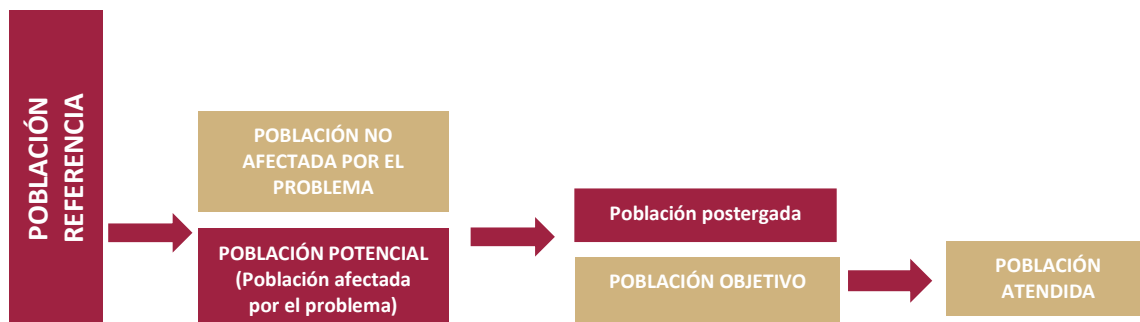 POBLACIÓN
REFERENCIA
POBLACIÓN NO
AFECTADA POR EL
PROBLEMA
POBLACIÓN POTENCIAL
(Población afectada
por el problema)
Población postergada
POBLACIÓN OBJETIVO
POBLACIÓN
ATENDIDA